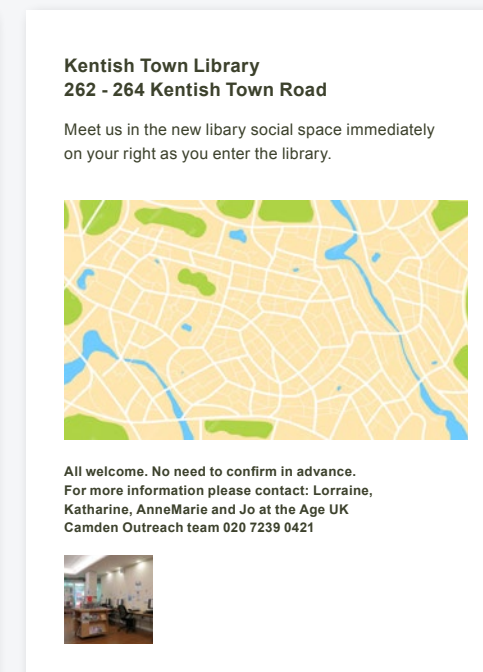 Kentish Town Library
262 - 264 Kentish Town Road
Meet us in the new libary social space immediately
on your right as you enter the library.
All welcome. No need to confirm in advance.
For more information please contact: Lorraine,
Katharine, AnneMarie and Jo at the Age UK
Camden Outreach team 020 7239 0421